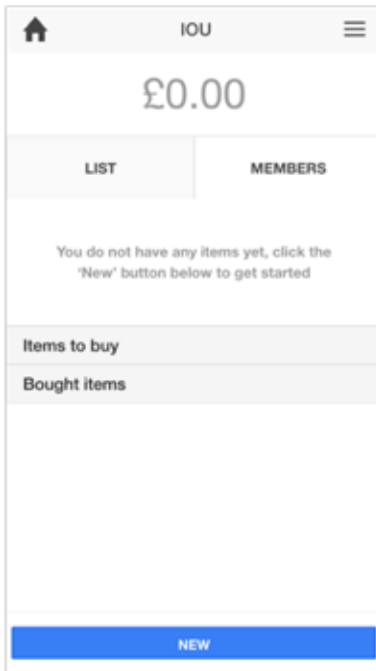 IOU
£0.00
LIST MEMBERS
You do not have any items yet, click the
'New' button below to get started
Items to buy
Bought items
NEW